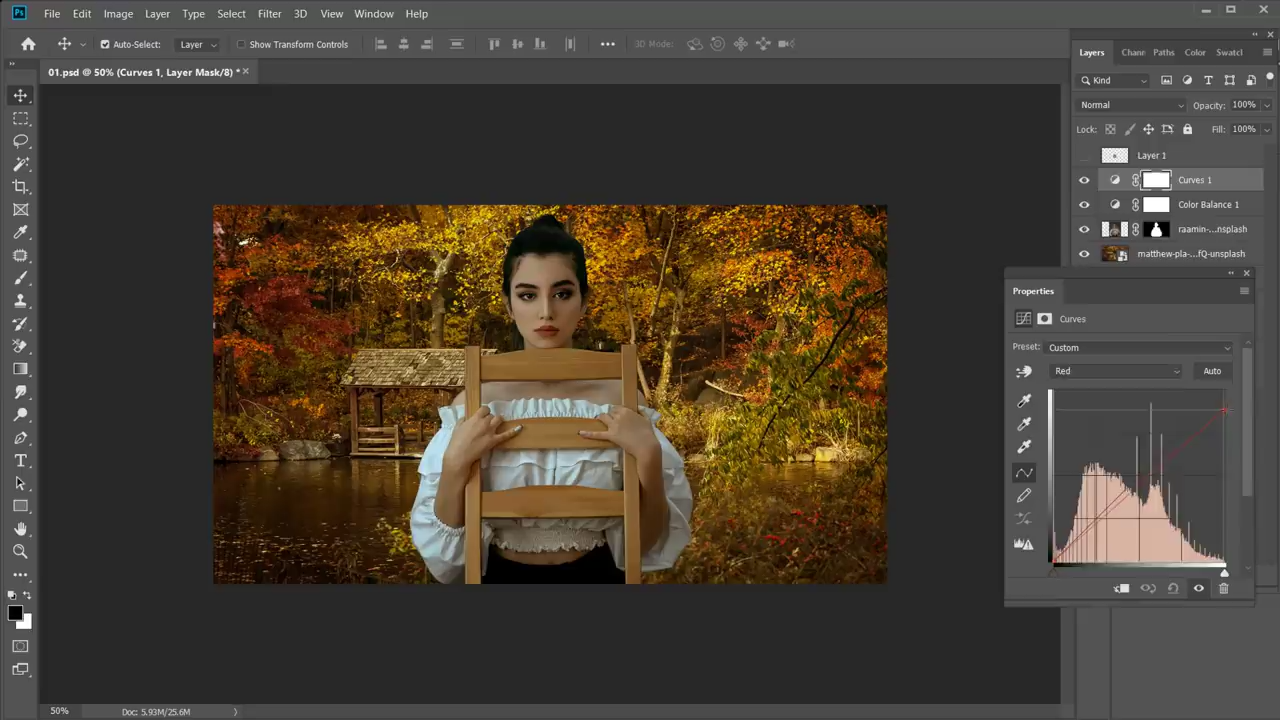 Ps File Edit Image Layer Type Select Filter 3D View Window Help
Auto-Select: Layer Show Transform Controls 3D Mode:
01.psd @ 50% (Curves 1, Layer Mask/8) *
Layers Chane Paths Color Swatcl
Kind
Normal Opacity: 100%
Lock: Fill: 100%
Layer 1
Curves 1
Color Balance 1
raamin-...nsplash
matthew-pla-...fQ-unsplash
Properties
Curves
Preset: Custom
Red Auto
50% Doc: 5.93M/25.6M